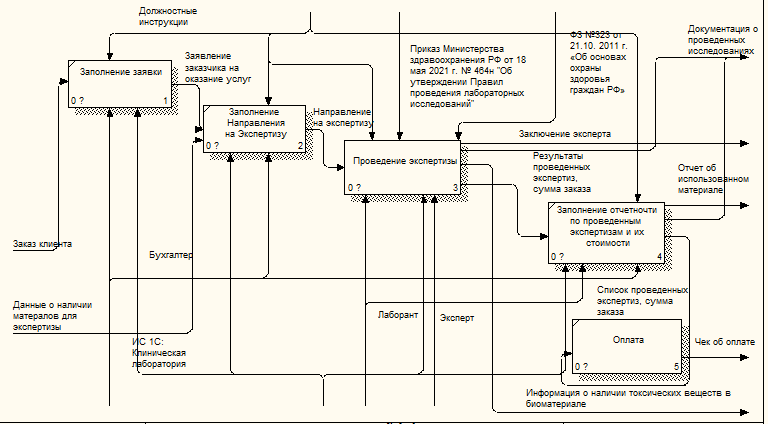 Должностные
инструкции
Заявление
заказчика на
оказание услуг
Приказ Министерства
здравоохранения РФ от 18
мая 2021 г. № 464н "Об
утверждении Правил
проведения лабораторных
исследований"
ФЗ №323 от
21.10. 2011 г.
«Об основах
охраны
здоровья
граждан РФ»
Документация о
проведенных
исследованиях
Заполнение заявки
0 ? 1
Заполнение
Направления
на Экспертизу
0 ? 2
Направление
на экспертизу
Проведение экспертизы
0 ? 3
Заключение эксперта
Результаты
проведенных
экспертиз,
сумма заказа
Отчет об
использованном
материале
Заполнение отчетночти
по проведенным
экспертизам и их
стоимости
0 ? 4
Заказ клиента
Бухгалтер
Данные о наличии
матералов для
экспертизы
ИС 1С:
Клиническая
лаборатория
Лаборант
Эксперт
Список проведенных
экспертиз, сумма
заказа
Оплата
0 ? 5
Чек об оплате
Информация о наличии токсических веществ в
биоматериале